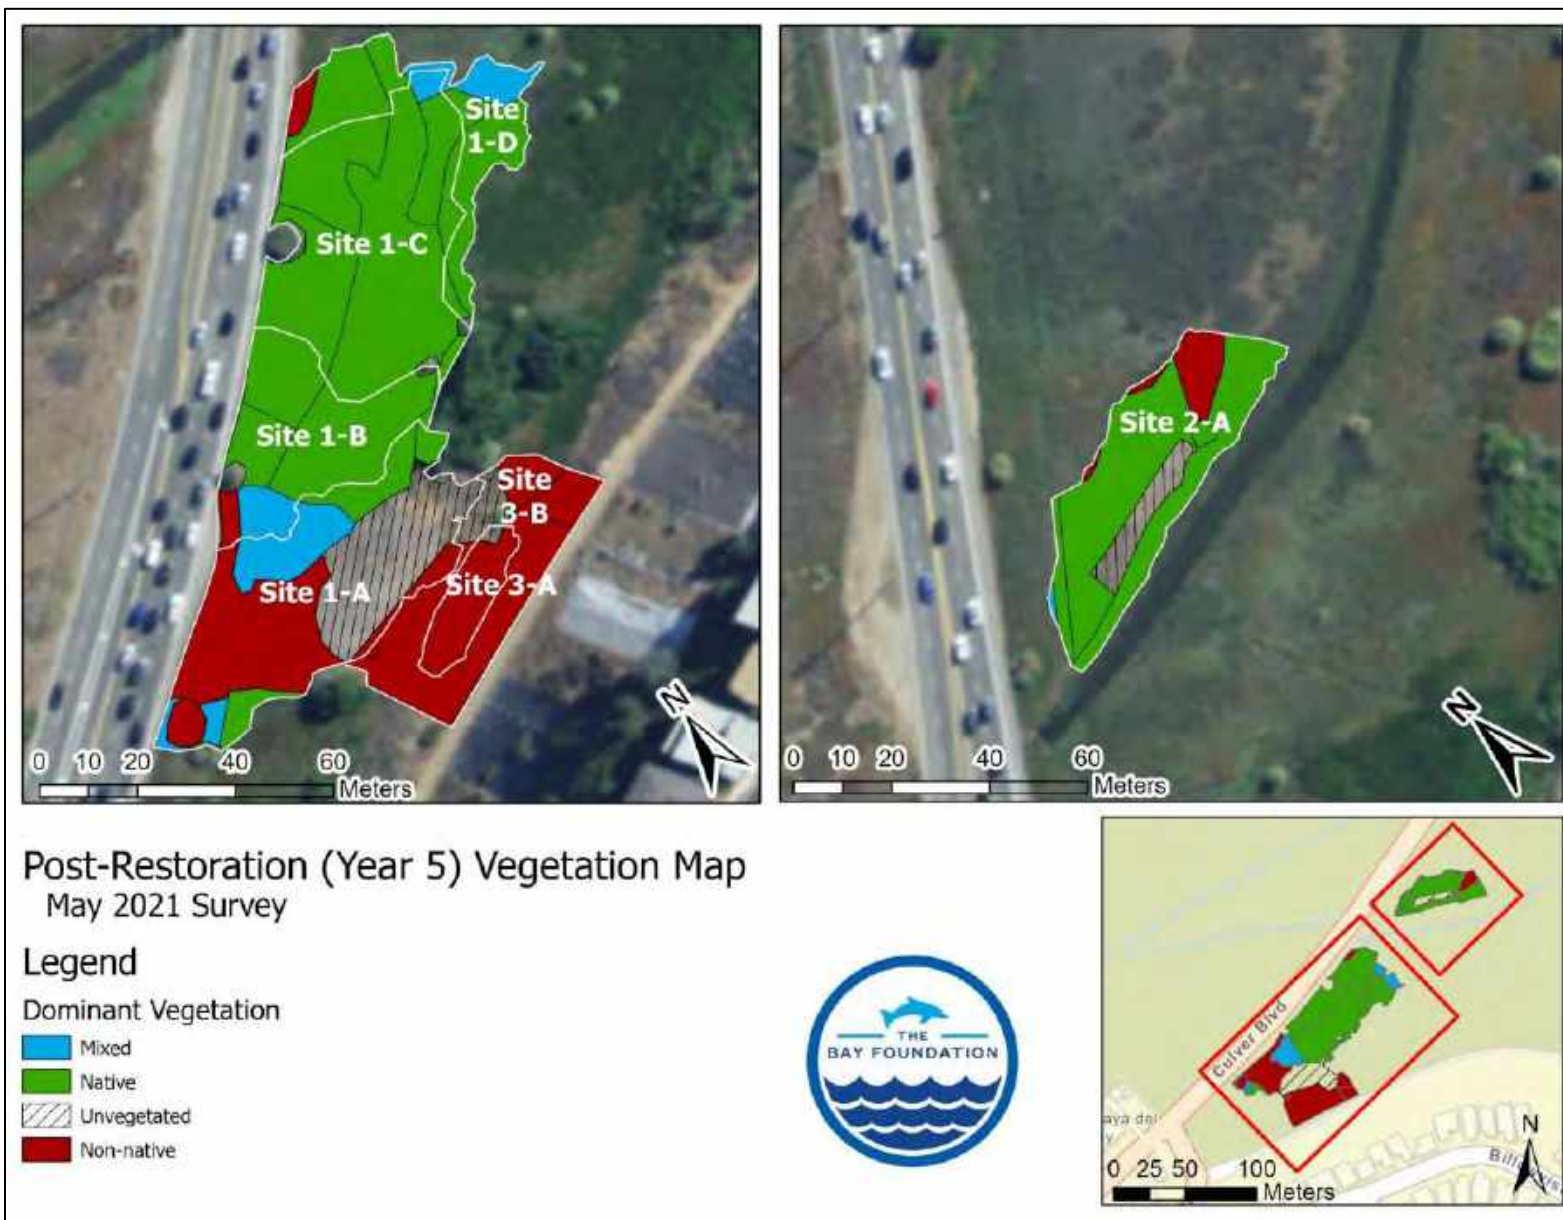 Site
1-D
Site 1-C
Site 1-B
Site
3-B
Site 1-A
Site 3-A
N
0 10 20 40 60
Meters
Site 2-A
N
0 10 20 40 60
Meters
Post-Restoration (Year 5) Vegetation Map
May 2021 Survey
Legend
Dominant Vegetation
Mixed
Native
Unvegetated
Non-native
THE
BAY FOUNDATION
Culver Blvd
aya del
y
N
0 25 50 100
Meters